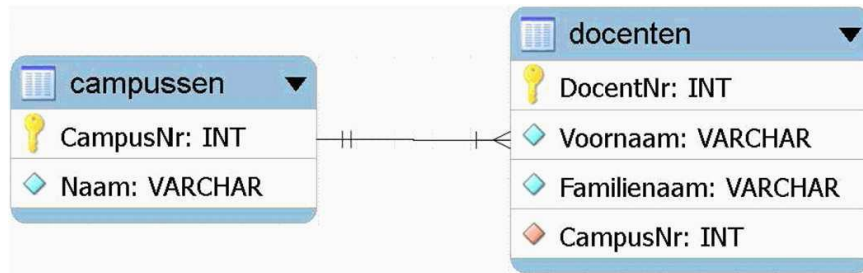 campussen
CampusNr: INT
Naam: VARCHAR
docenten
DocentNr: INT
Voornaam: VARCHAR
Familienaam: VARCHAR
CampusNr: INT